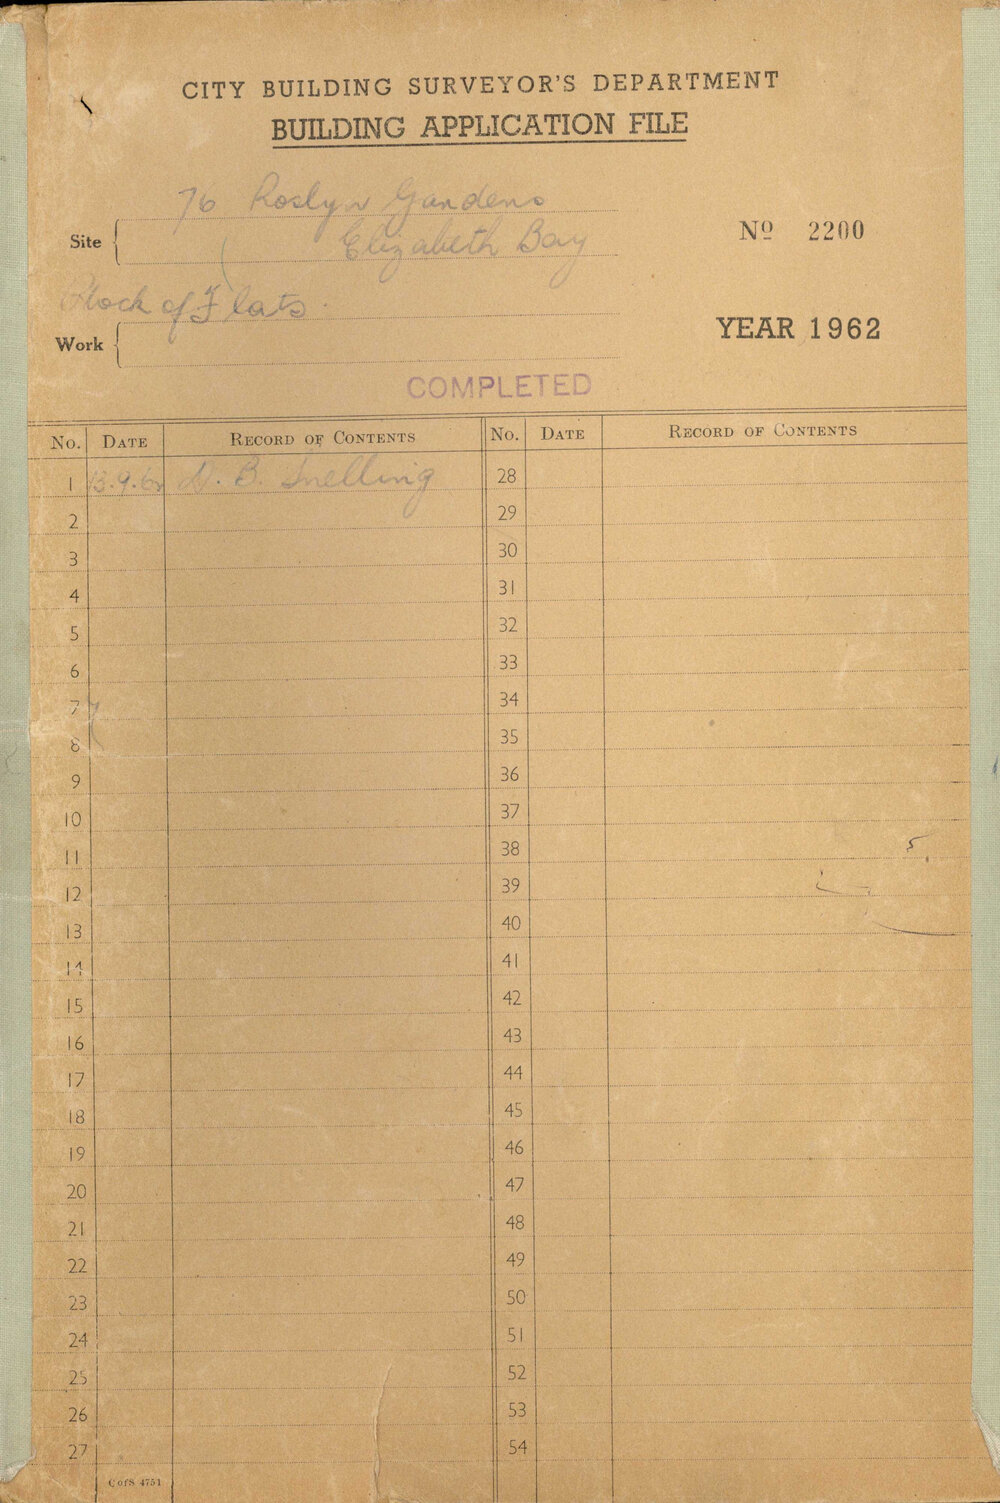 CITY BUILDING SURVEYOR'S DEPARTMENT
BUILDING APPLICATION FILE
76 Roslyn Gardens
Site
Elizabeth Bay
Nº 2200
Block of Flats.
Work
YEAR 1962
COMPLETED
No. DATE RECORD OF CONTENTS No. DATE RECORD OF CONTENTS
1 13.9.62 D. B. Snelling 28
2 29
3 30
4 31
5 32
6 33
7 34
8 35
9 36
10 37
11 38
12 39
13 40
14 41
15 42
16 43
17 44
18 45
19 46
20 47
21 48
22 49
23 50
24 51
25 52
26 53
27 54
C of S 4751